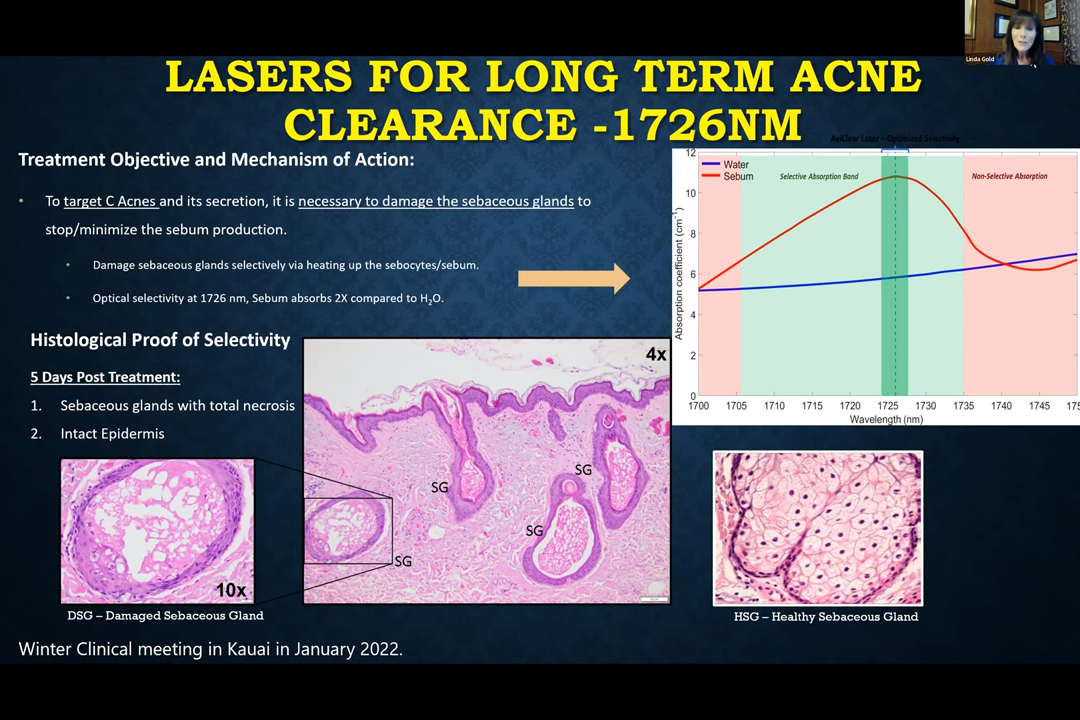 Linda Gold
LASERS FOR LONG TERM ACNE
CLEARANCE -1726NM
Treatment Objective and Mechanism of Action:
• To target C Acnes and its secretion, it is necessary to damage the sebaceous glands to
stop/minimize the sebum production.
• Damage sebaceous glands selectively via heating up the sebocytes/sebum.
• Optical selectivity at 1726 nm, Sebum absorbs 2X compared to H₂O.
AviClear Laser – Optimized Selectivity
Water
Sebum
Selective Absorption Band
Non-Selective Absorption
Absorption coefficient (cm⁻¹)
12
10
8
6
4
2
0
1700 1705 1710 1715 1720 1725 1730 1735 1740 1745 175
Wavelength (nm)
Histological Proof of Selectivity
5 Days Post Treatment:
1. Sebaceous glands with total necrosis
2. Intact Epidermis
4x
SG
SG
SG
SG
10x
DSG – Damaged Sebaceous Gland
HSG – Healthy Sebaceous Gland
Winter Clinical meeting in Kauai in January 2022.